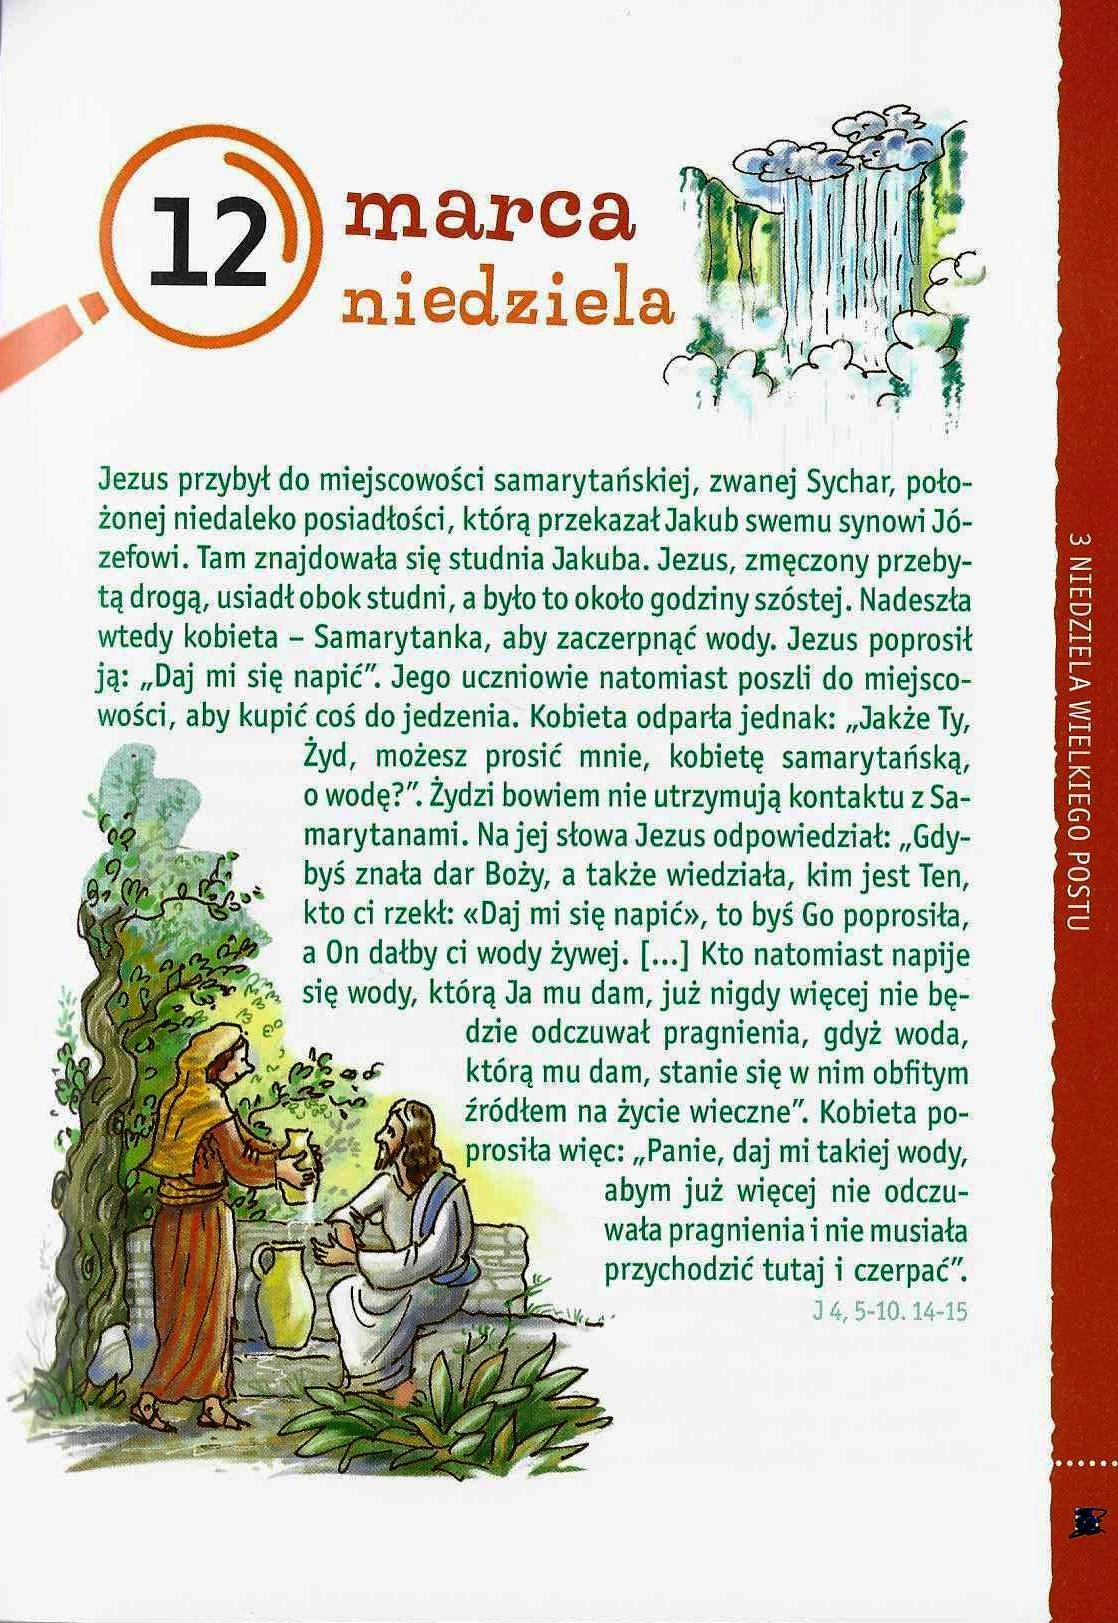 12
marca
niedziela
Jezus przybył do miejscowości samarytańskiej, zwanej Sychar, poło-
żonej niedaleko posiadłości, którą przekazał Jakub swemu synowi Jó-
zefowi. Tam znajdowała się studnia Jakuba. Jezus, zmęczony przeby-
tą drogą, usiadł obok studni, a było to około godziny szóstej. Nadeszła
wtedy kobieta – Samarytanka, aby zaczerpnąć wody. Jezus poprosił
ją: „Daj mi się napić”. Jego uczniowie natomiast poszli do miejsco-
wości, aby kupić coś do jedzenia. Kobieta odparła jednak: „Jakże Ty,
Żyd, możesz prosić mnie, kobietę samarytańską,
o wodę?”. Żydzi bowiem nie utrzymują kontaktu z Sa-
marytanami. Na jej słowa Jezus odpowiedział: „Gdy-
byś znała dar Boży, a także wiedziała, kim jest Ten,
kto ci rzekł: «Daj mi się napić», to byś Go poprosiła,
a On dałby ci wody żywej. [...] Kto natomiast napije
się wody, którą Ja mu dam, już nigdy więcej nie bę-
dzie odczuwał pragnienia, gdyż woda,
którą mu dam, stanie się w nim obfitym
źródłem na życie wieczne”. Kobieta po-
prosiła więc: „Panie, daj mi takiej wody,
abym już więcej nie odczu-
wała pragnienia i nie musiała
przychodzić tutaj i czerpać”.
J 4, 5-10. 14-15
3 NIEDZIELA WIELKIEGO POSTU